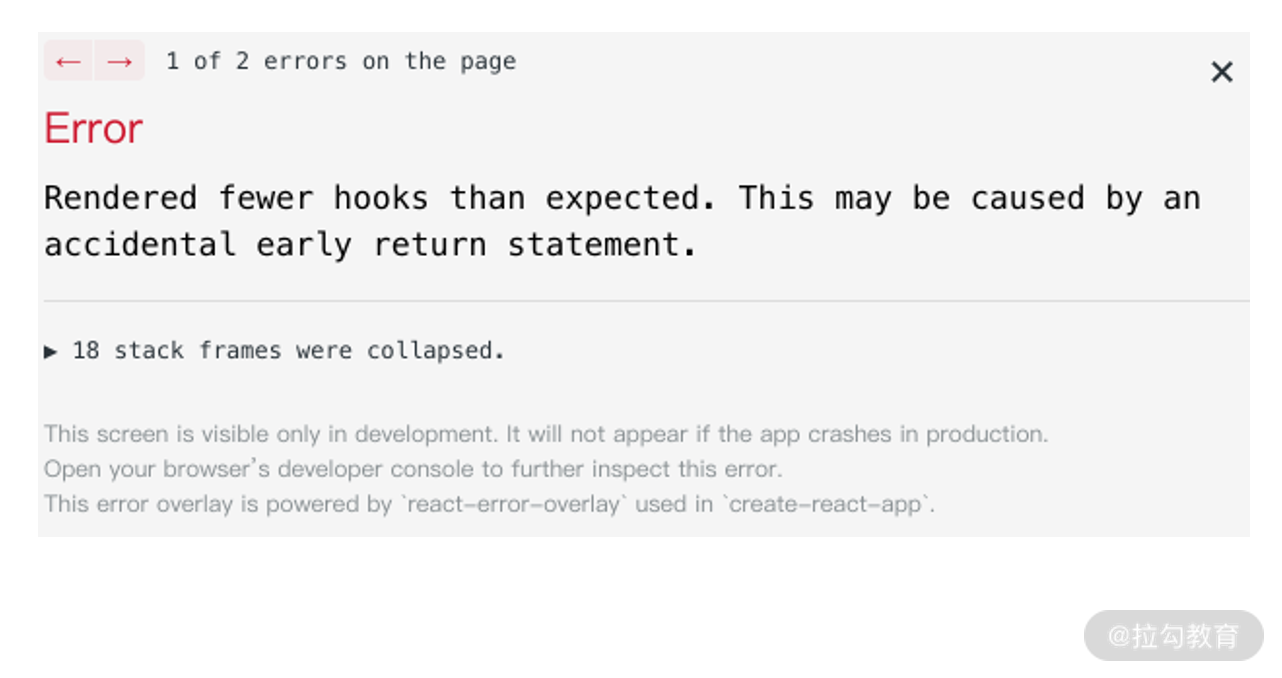 ← → 1 of 2 errors on the page ×
Error
Rendered fewer hooks than expected. This may be caused by an
accidental early return statement.
▶ 18 stack frames were collapsed.
This screen is visible only in development. It will not appear if the app crashes in production.
Open your browser’s developer console to further inspect this error.
This error overlay is powered by `react-error-overlay` used in `create-react-app`.
@拉勾教育